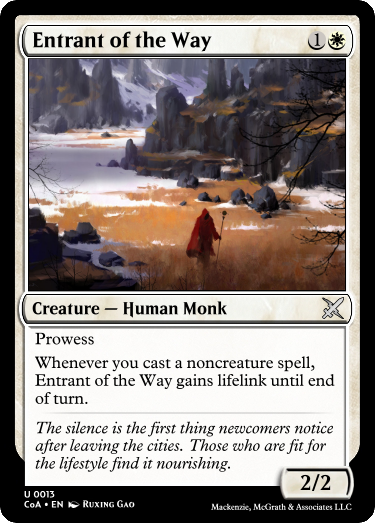 Entrant of the Way 1
Creature — Human Monk
Prowess
Whenever you cast a noncreature spell,
Entrant of the Way gains lifelink until end
of turn.
The silence is the first thing newcomers notice
after leaving the cities. Those who are fit for
the lifestyle find it nourishing.
2/2
U 0013
CoA • EN Ruxing Gao
Mackenzie, McGrath & Associates LLC